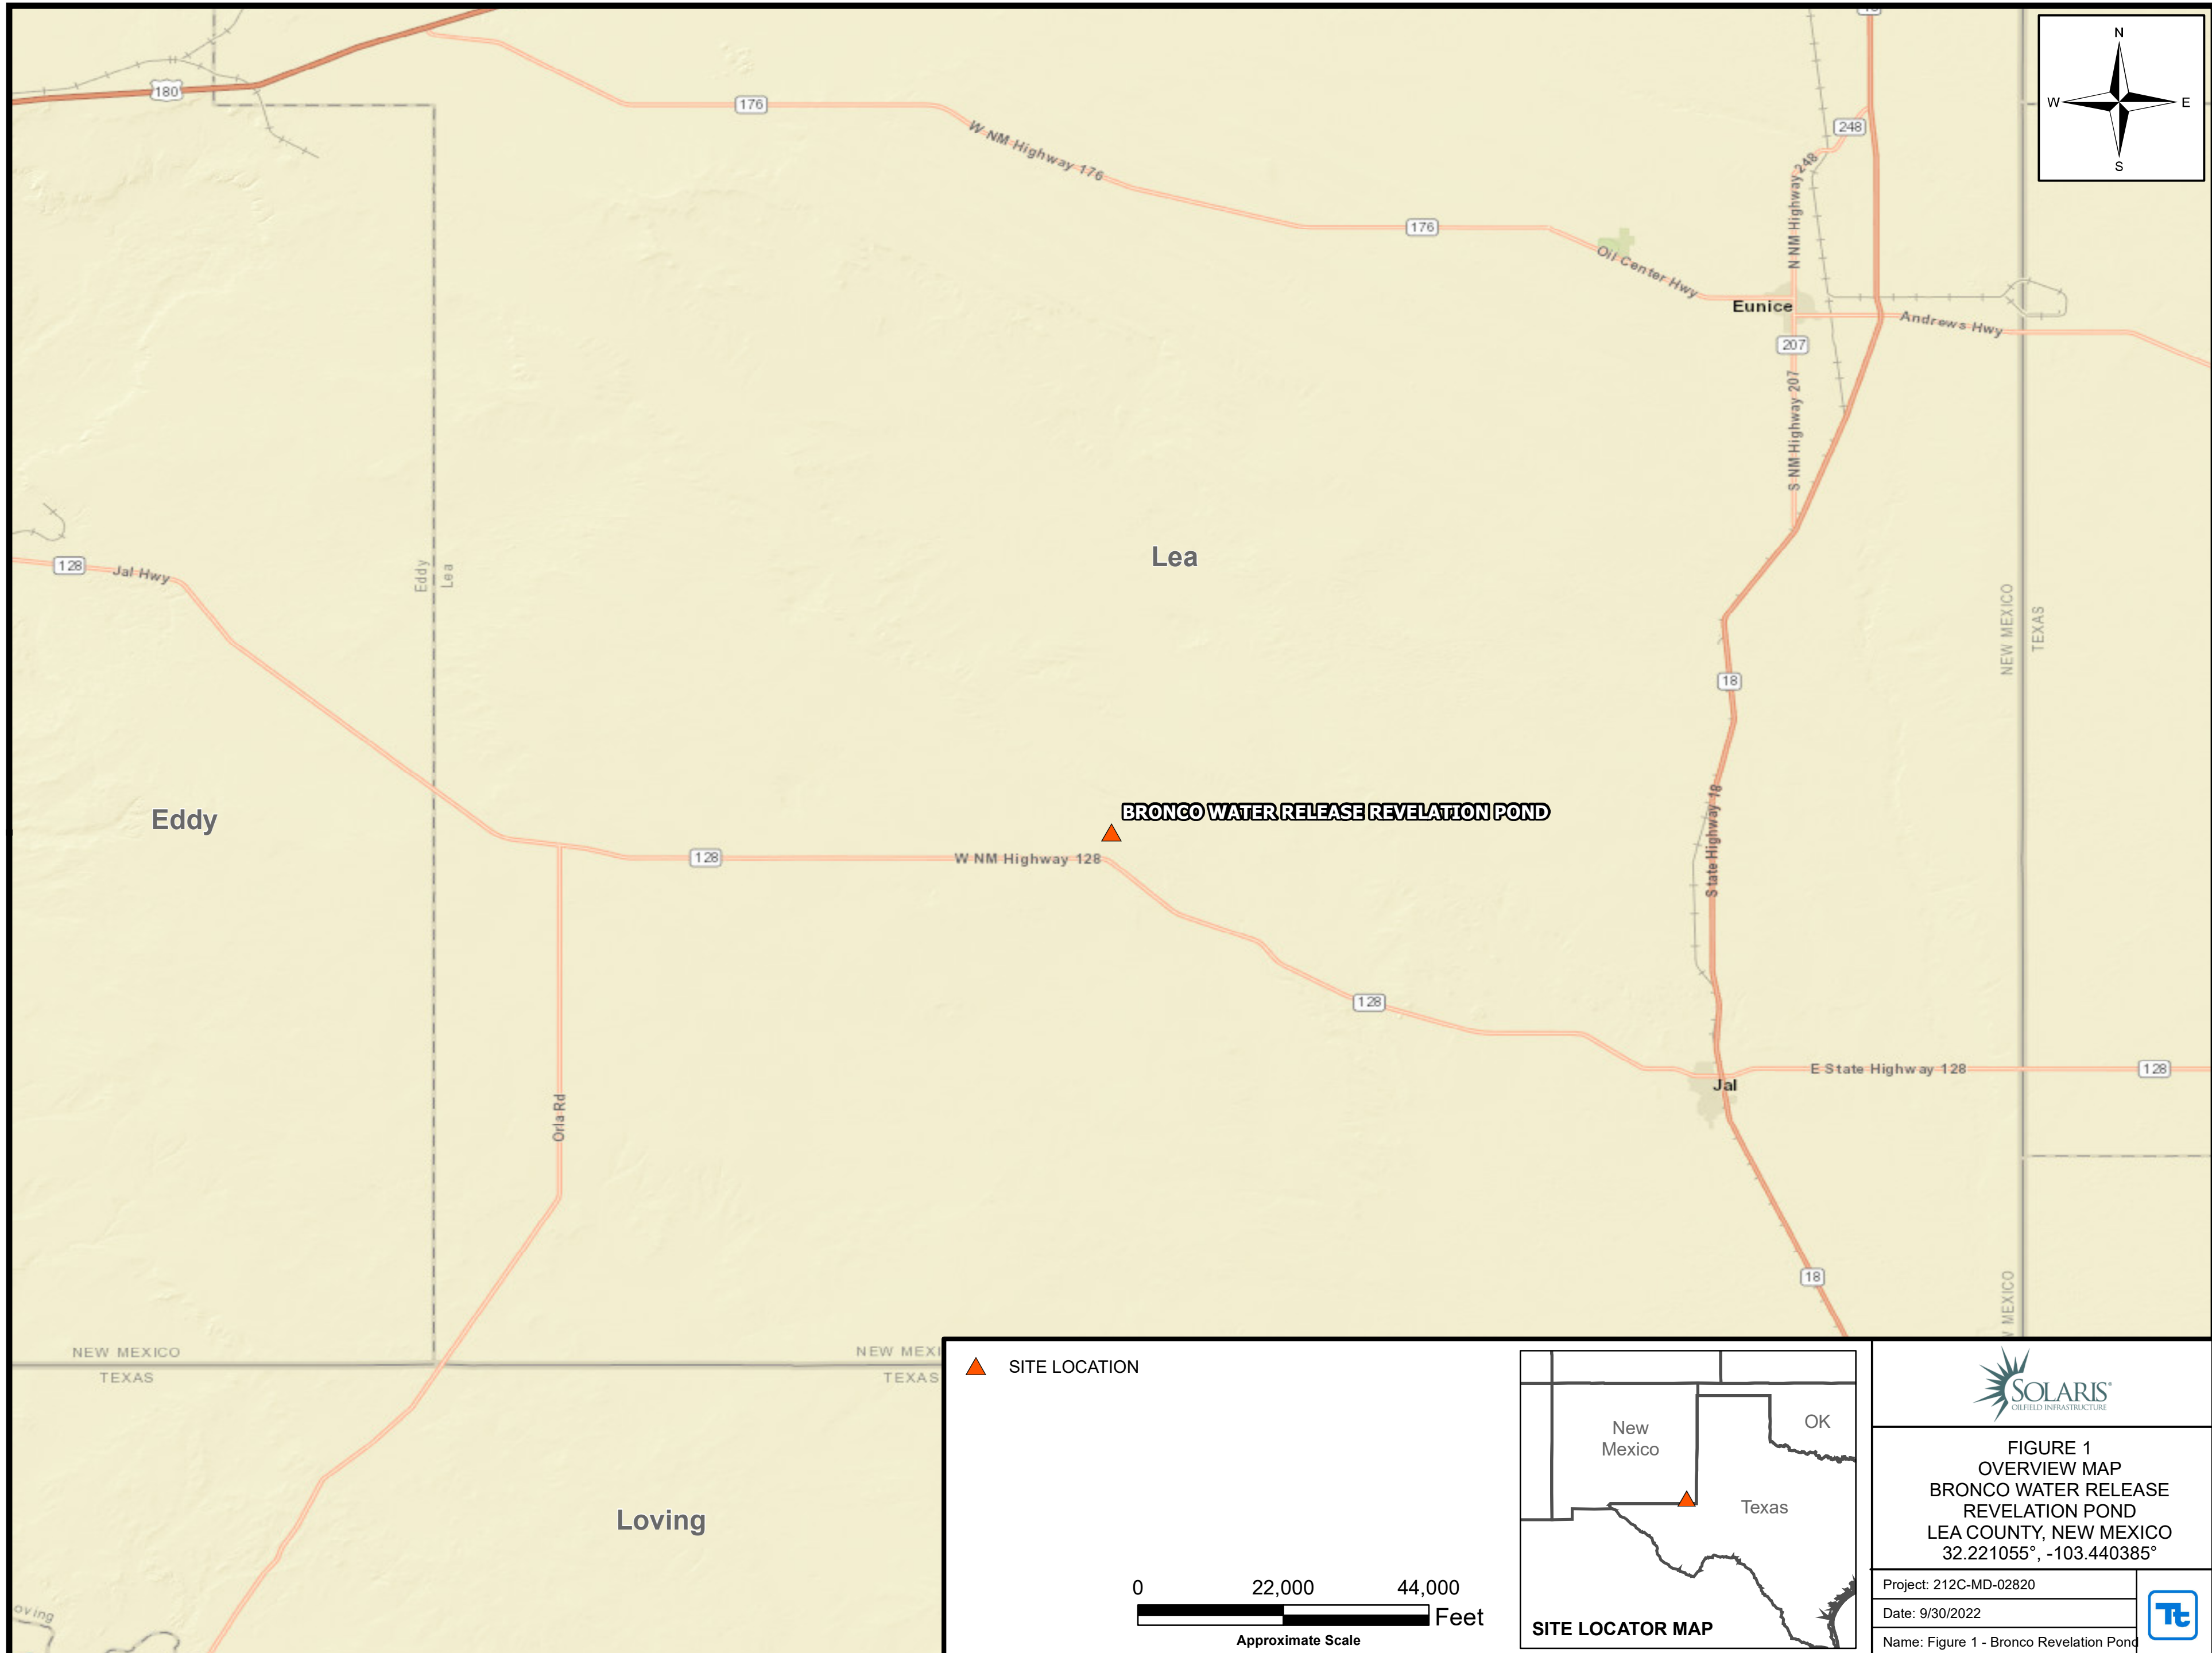 N
W
E
S
180
176
W NM Highway 176
248
N NM Highway 248
176
Oil Center Hwy
Eunice
Andrews Hwy
207
S NM Highway 207
128
Jal Hwy
Eddy
Lea
Lea
NEW MEXICO
TEXAS
18
State Highway 18
Eddy
BRONCO WATER RELEASE REVELATION POND
128
W NM Highway 128
128
Jal
E State Highway 128
128
Orla Rd
18
NEW MEXICO
TEXAS
NEW MEXI
TEXAS
W MEXICO
Loving
oving
SITE LOCATION
0
22,000
44,000
Feet
Approximate Scale
New
Mexico
OK
Texas
SITE LOCATOR MAP
SOLARIS®
OILFIELD INFRASTRUCTURE
FIGURE 1
OVERVIEW MAP
BRONCO WATER RELEASE
REVELATION POND
LEA COUNTY, NEW MEXICO
32.221055°, -103.440385°
Project: 212C-MD-02820
Date: 9/30/2022
Name: Figure 1 - Bronco Revelation Pond
Tt